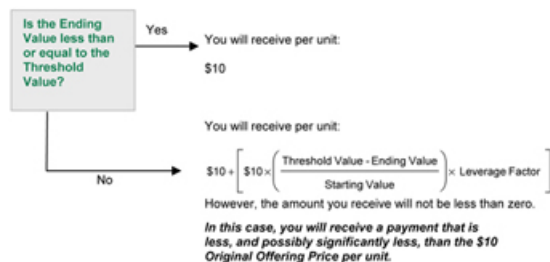 Is the Ending
Value less than
or equal to the
Threshold
Value?
Yes
You will receive per unit:
$10
You will receive per unit:
No
$10 + [ $10 × ( Threshold Value - Ending Value / Starting Value ) × Leverage Factor ]
However, the amount you receive will not be less than zero.
In this case, you will receive a payment that is
less, and possibly significantly less, than the $10
Original Offering Price per unit.